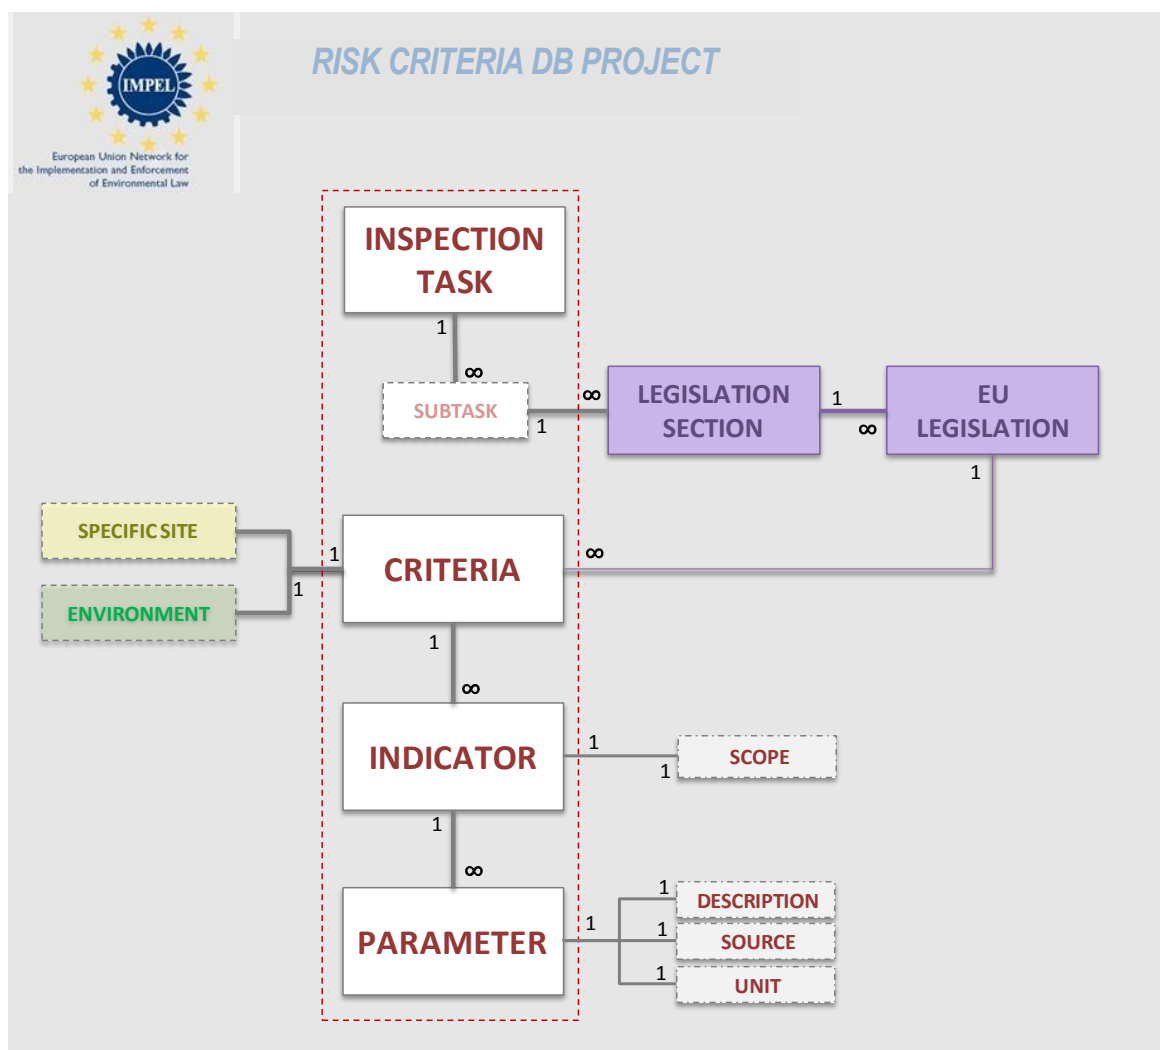 RISK CRITERIA DB PROJECT
IMPEL
European Union Network for
the Implementation and Enforcement
of Environmental Law
INSPECTION
TASK
1
∞
SUBTASK
1
∞
LEGISLATION
SECTION
1
∞
EU
LEGISLATION
1
SPECIFIC SITE
ENVIRONMENT
1
1
CRITERIA
∞
1
∞
INDICATOR
1
1
SCOPE
1
∞
PARAMETER
1
1
DESCRIPTION
1
SOURCE
1
UNIT